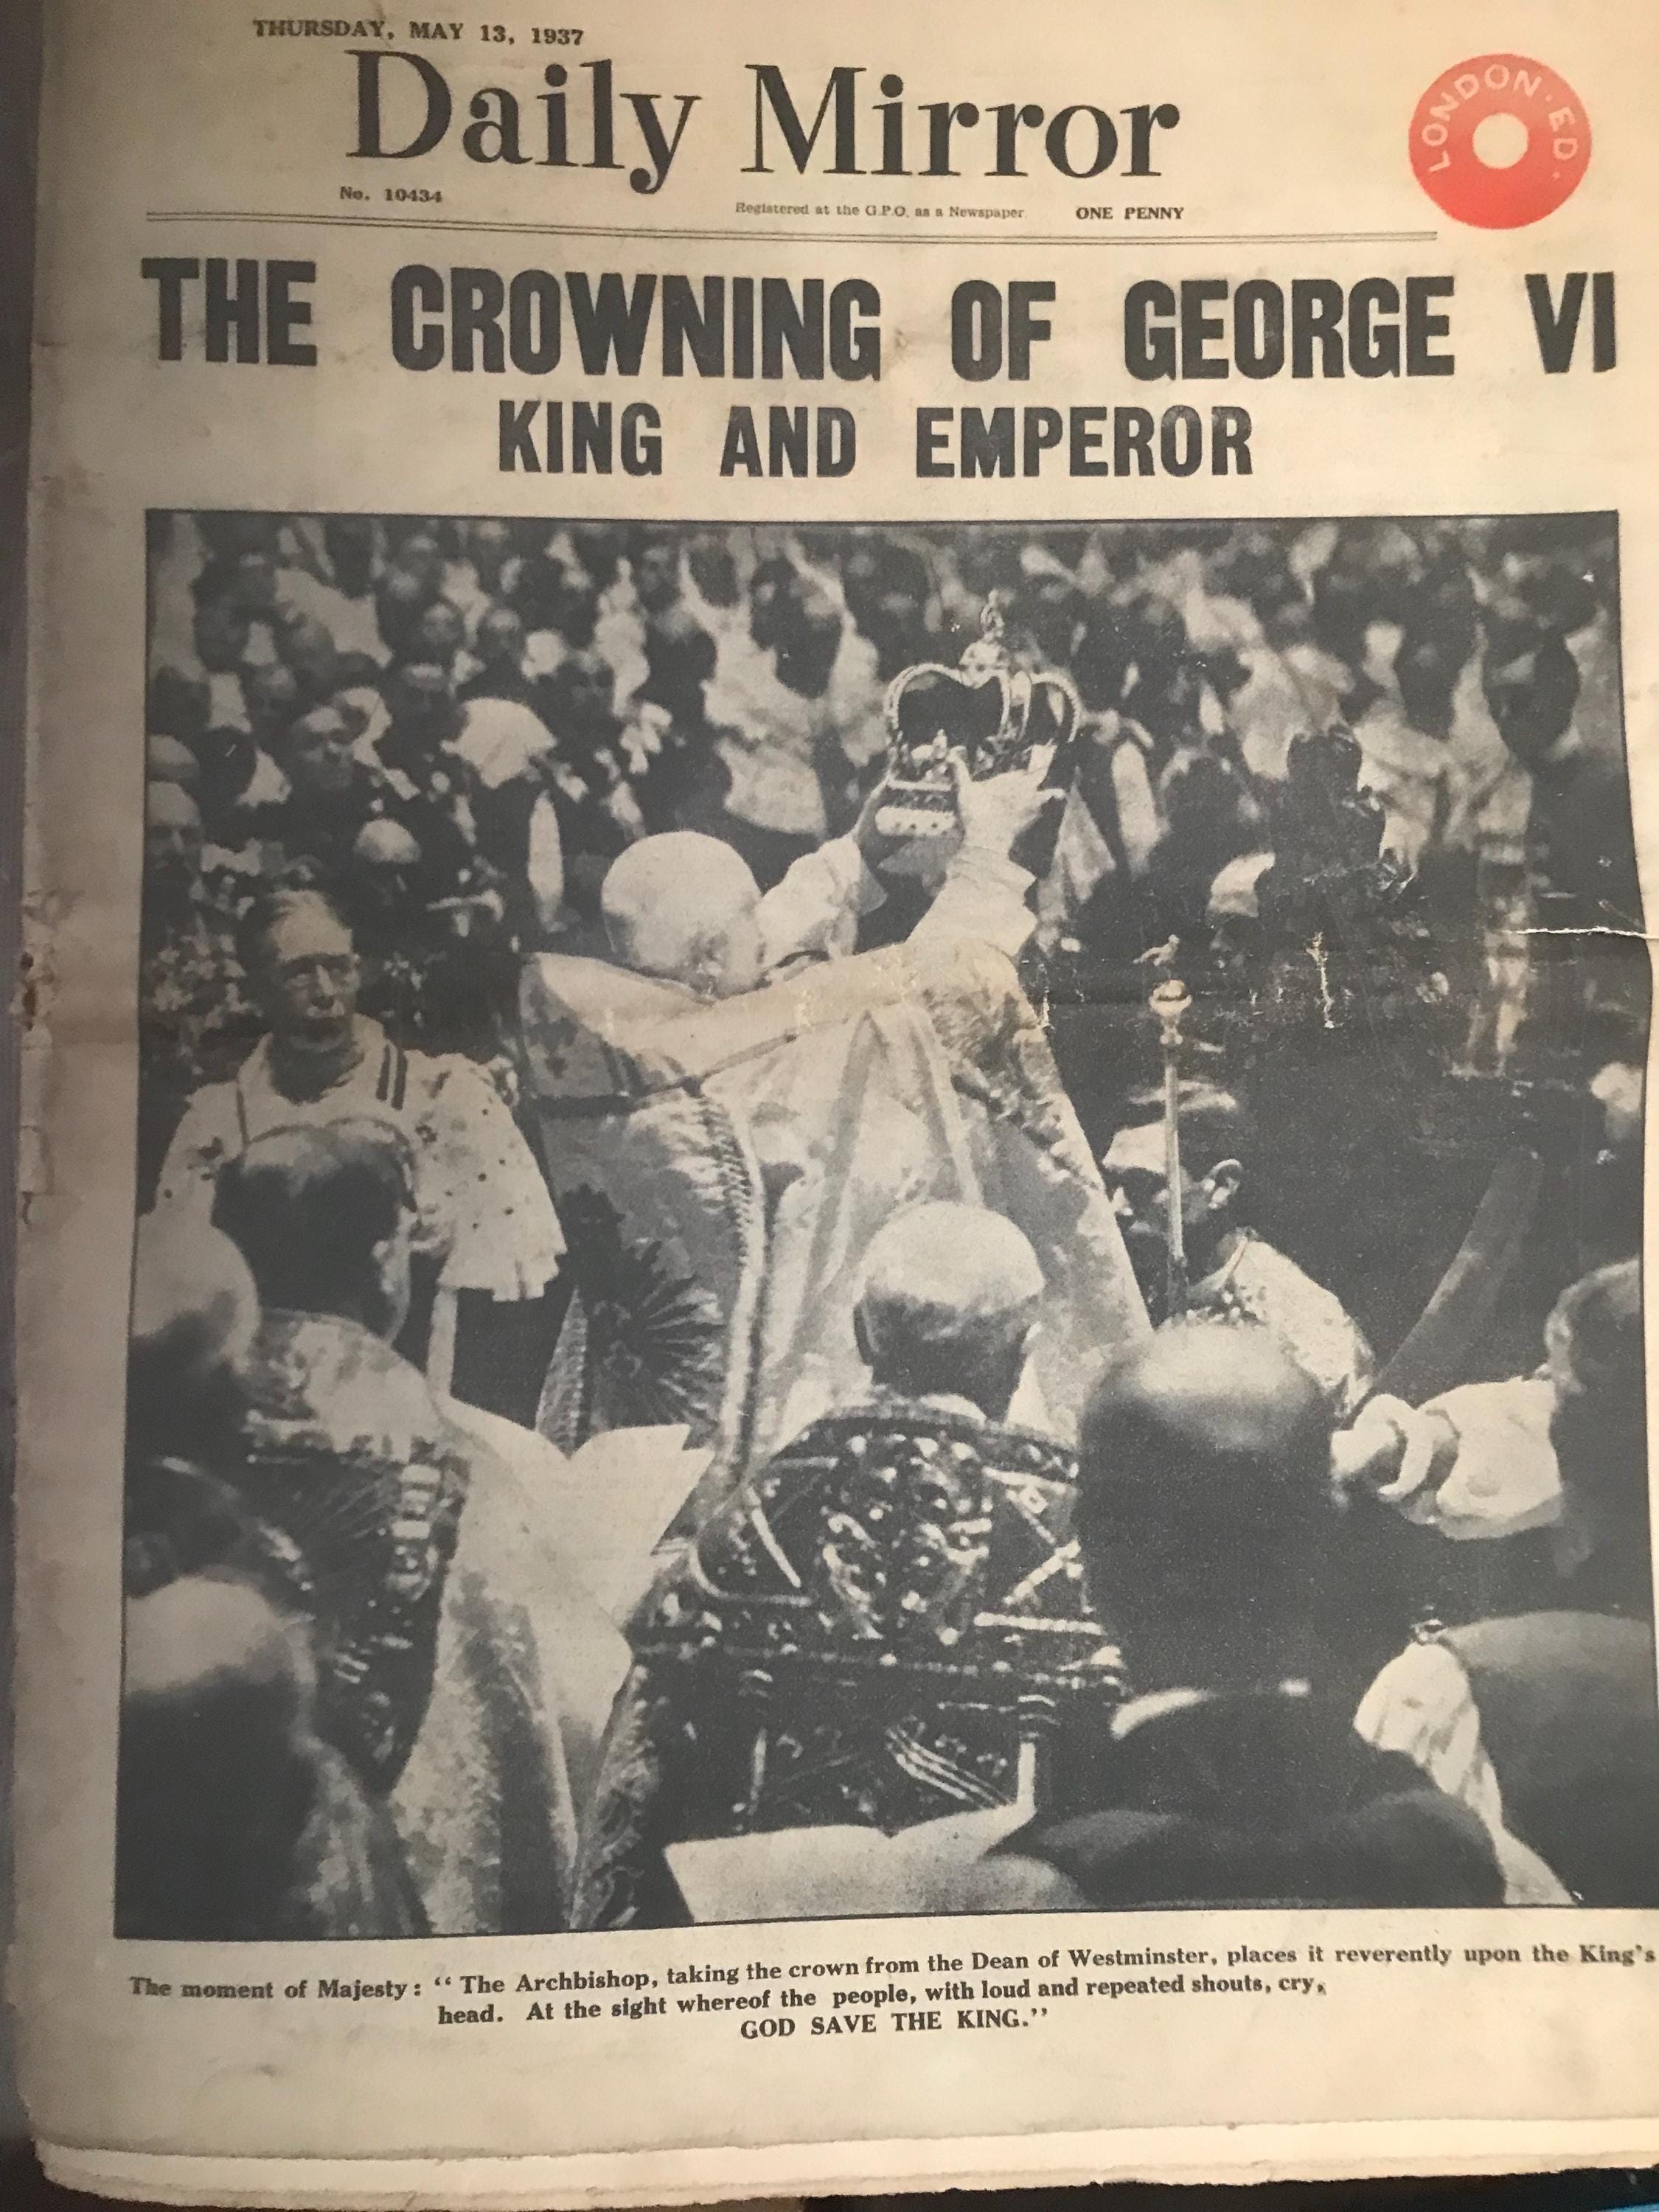 THURSDAY, MAY 13, 1937
Daily Mirror
LONDON · ED ·
No. 10434
Registered at the G.P.O. as a Newspaper.
ONE PENNY
THE CROWNING OF GEORGE VI
KING AND EMPEROR
The moment of Majesty: “ The Archbishop, taking the crown from the Dean of Westminster, places it reverently upon the King's
head. At the sight whereof the people, with loud and repeated shouts, cry,
GOD SAVE THE KING.”